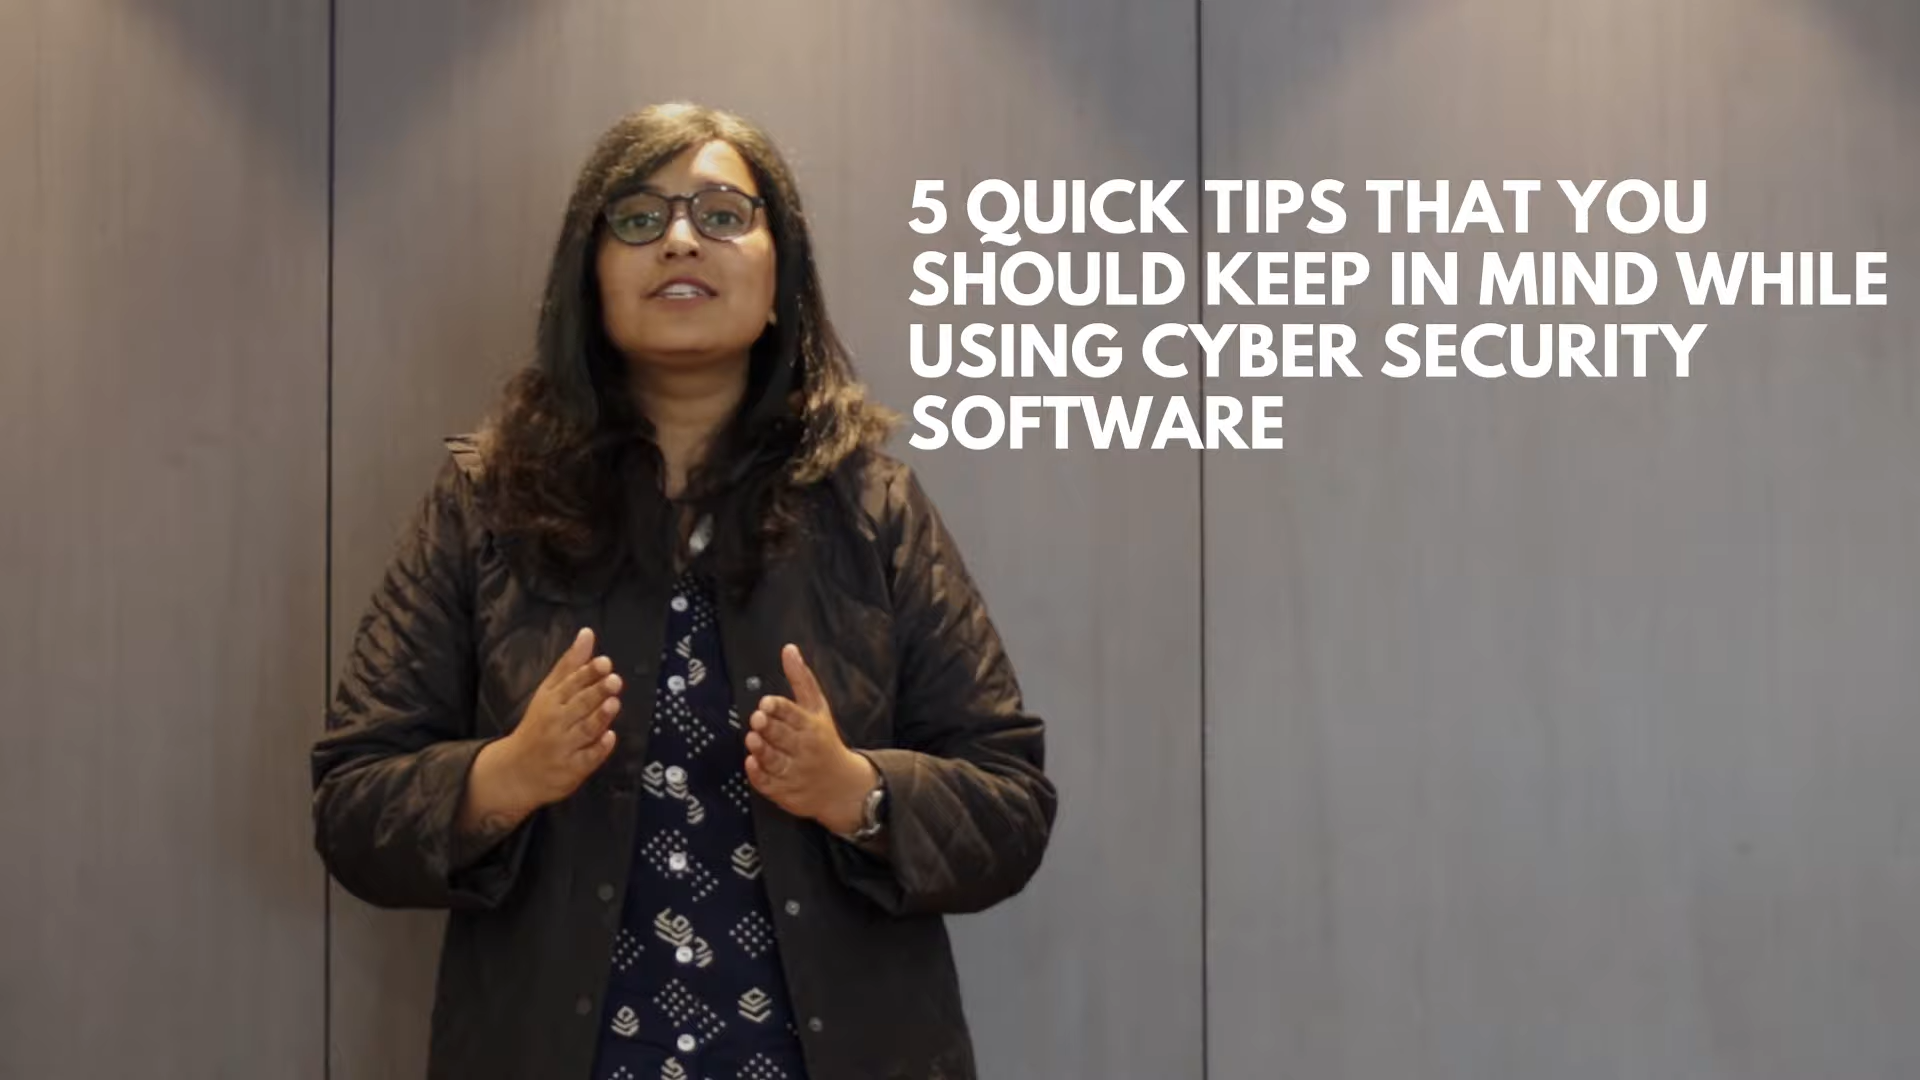 5 QUICK TIPS THAT YOU
SHOULD KEEP IN MIND WHILE
USING CYBER SECURITY
SOFTWARE